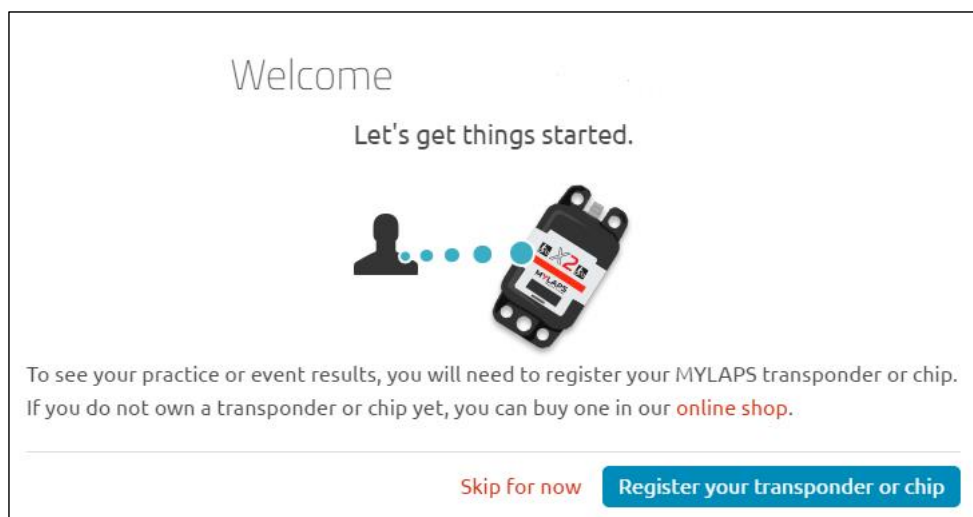 Welcome
Let's get things started.
X2
MYLAPS
To see your practice or event results, you will need to register your MYLAPS transponder or chip.
If you do not own a transponder or chip yet, you can buy one in our online shop.
Skip for now
Register your transponder or chip